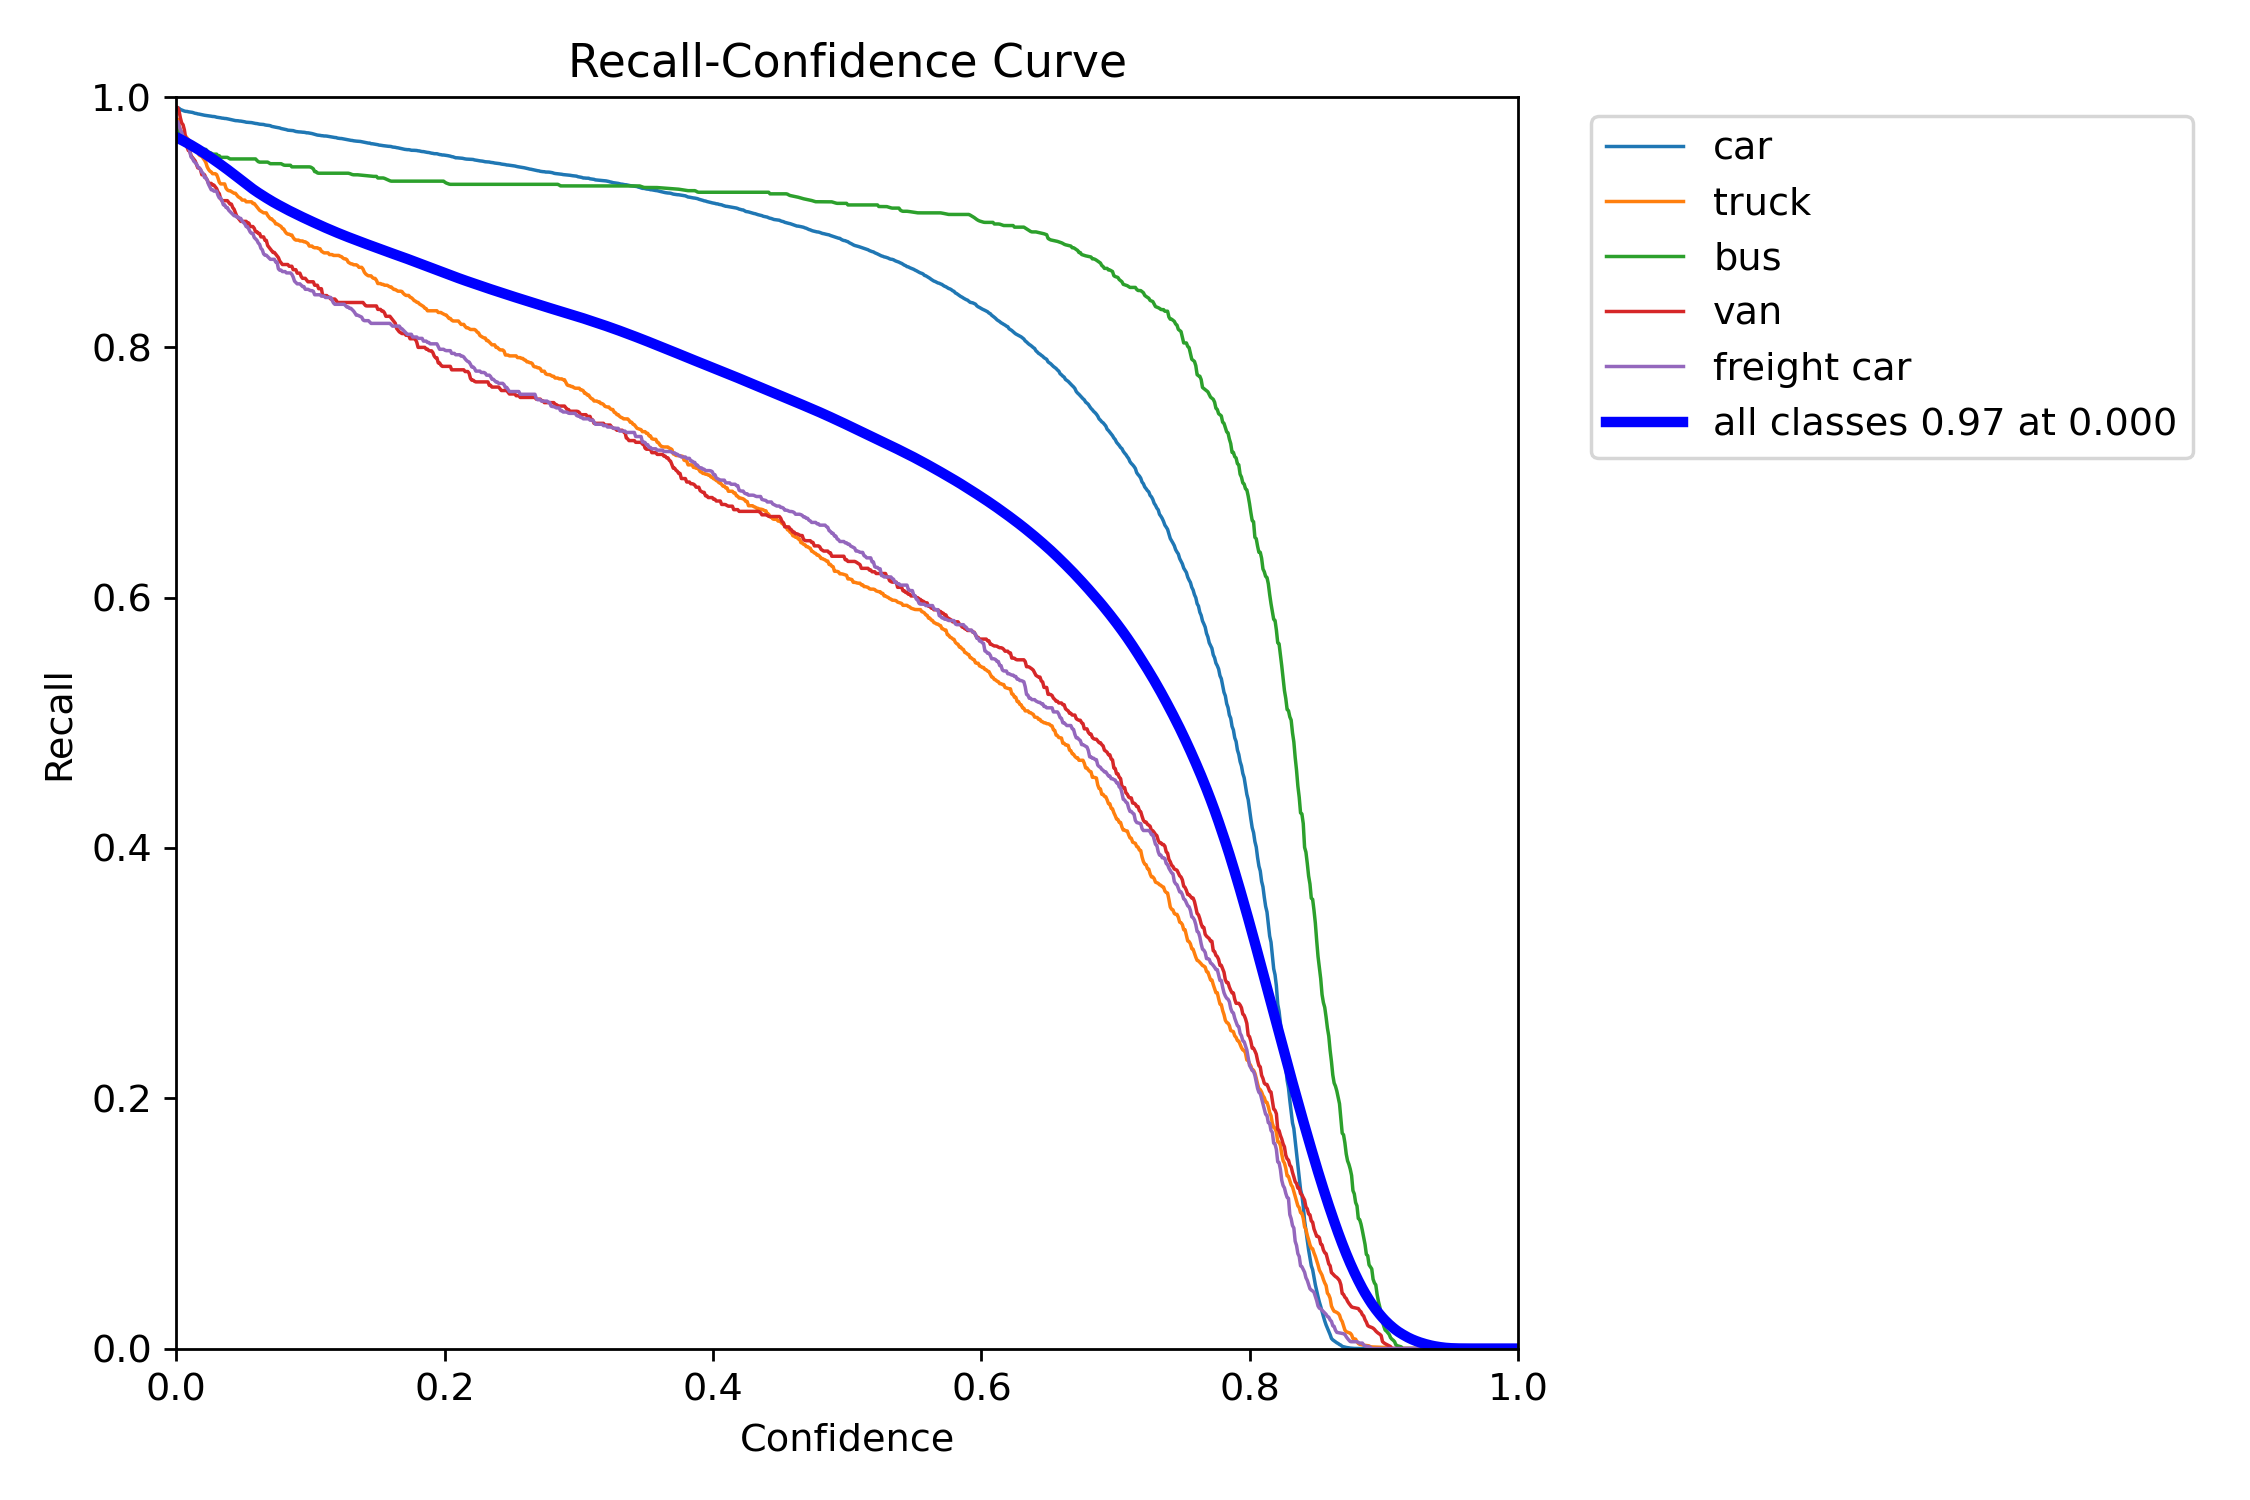 Recall-Confidence Curve
1.0
0.8
0.6
0.4
0.2
0.0
Recall
0.0 0.2 0.4 0.6 0.8 1.0
Confidence
car
truck
bus
van
freight car
all classes 0.97 at 0.000